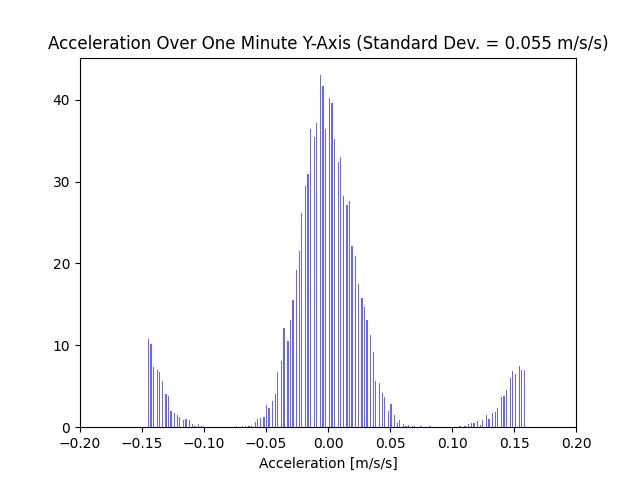 Acceleration Over One Minute Y-Axis (Standard Dev. = 0.055 m/s/s)
40
30
20
10
0
−0.20 −0.15 −0.10 −0.05 0.00 0.05 0.10 0.15 0.20
Acceleration [m/s/s]